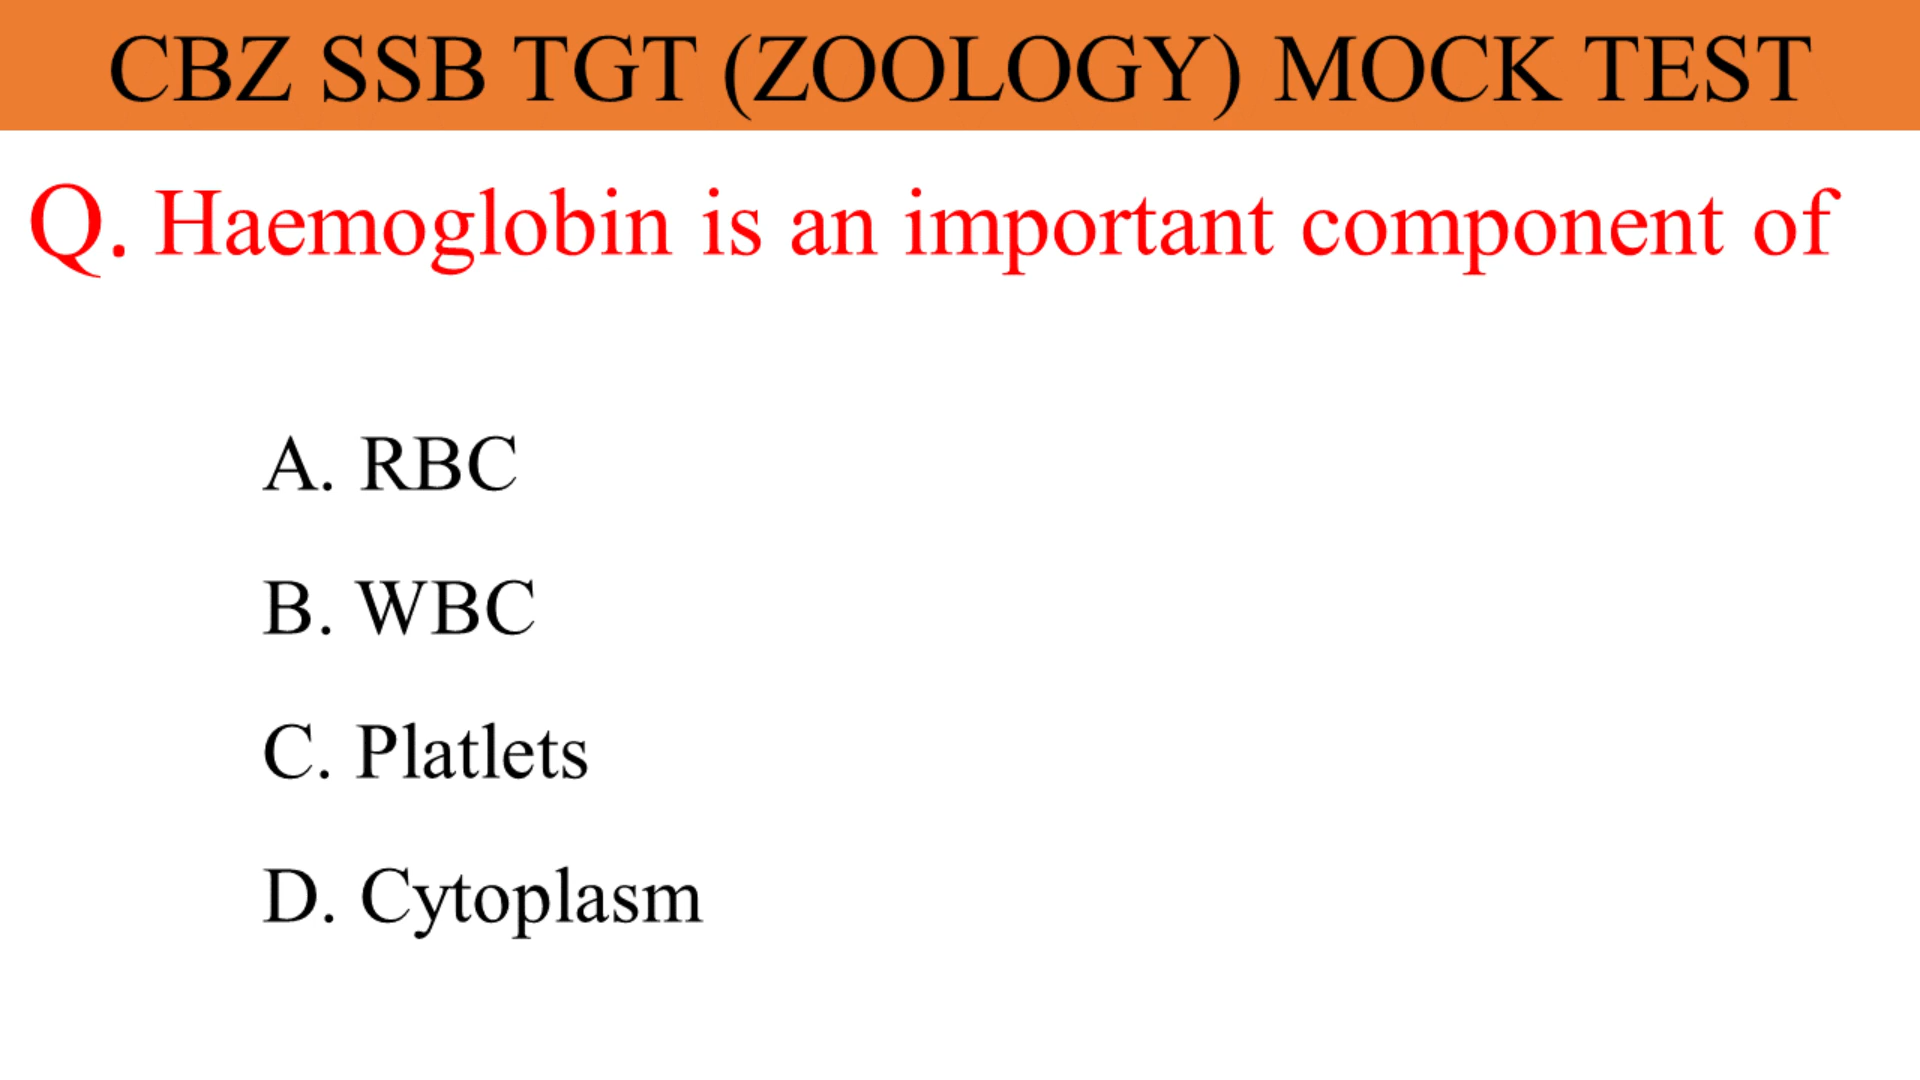 CBZ SSB TGT (ZOOLOGY) MOCK TEST
Q. Haemoglobin is an important component of
A. RBC
B. WBC
C. Platlets
D. Cytoplasm